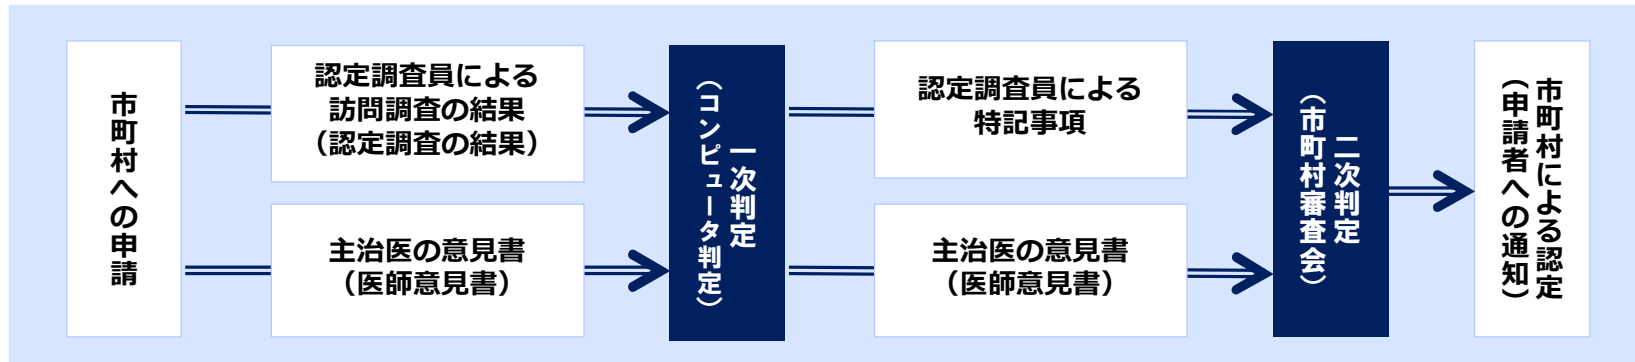 市町村への申請
認定調査員による
訪問調査の結果
（認定調査の結果）
主治医の意見書
（医師意見書）
一次判定
（コンピュータ判定）
認定調査員による
特記事項
主治医の意見書
（医師意見書）
二次判定
（市町村審査会）
市町村による認定
（申請者への通知）